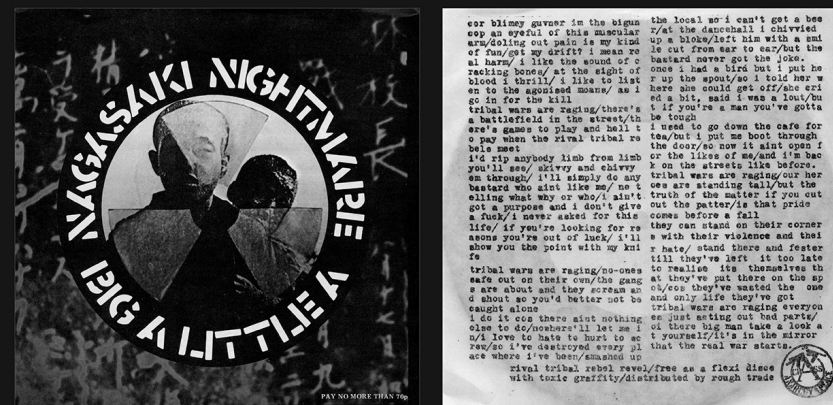 NAGASAKI NIGHTMARE
BIG A LITTLE A
PAY NO MORE THAN 70p
cor blimey guvner im the bigun
cop an eyeful of this muscular
arm/doling out pain is my kind
of fun/get my drift? i mean re
al harm/ i like the sound of c
racking bones/ at the sight of
blood i thrill/ i like to list
en to the agonised moans/ as i
go in for the kill
tribal wars are raging/there's
a battlefield in the street/th
ere's games to play and hell t
o pay when the rival tribal re
bels meet
i'd rip anybody limb from limb
you'll see/ skivvy and chivvy
em through/ i'll simply do any
bastard who aint like me/ ne t
elling what why or who/i ain't
got a purpose and i don't give
a fuck/i never asked for this
life/ if you're looking for re
asons you're out of luck/ i'll
show you the point with my kni
fe
tribal wars are raging/no-ones
safe out on their own/the gang
s are about and they scream an
d shout so you'd better not be
caught alone
i do it cos there aint nothing
else to do/nowhere'll let me i
n/i love to hate to hurt to sc
rew/so i've destroyed every pl
ace where i've been/smashed up
the local so i can't get a bee
r/at the dancehall i chivvied
up a bloke/left him with a smi
le cut from ear to ear/but the
bastard never got the joke.
once i had a bird but i put he
r up the spout/so i told her w
here she could get off/she cri
ed a bit, said i was a lout/bu
t if you're a man you've gotta
be tough
i used to go down the cafe for
tea/but i put me boot through
the door/so now it aint open f
or the likes of me/and i'm bac
k on the streets like before.
tribal wars are raging/our her
oes are standing tall/but the
truth of the matter if you cut
out the patter/is that pride
comes before a fall
they can stand on their corner
s with their violence and thei
r hate/ stand there and fester
till they've left it too late
to realise its themselves th
at they've put there on the sp
ot/cos they've wasted the one
and only life they've got
tribal wars are raging everyon
es just acting out bad parts/
oi there big man take a look a
t yourself/it's in the mirror
that the real war starts.
rival tribal rebel revel/free as a flexi disco
with toxic graffity/distributed by rough trade